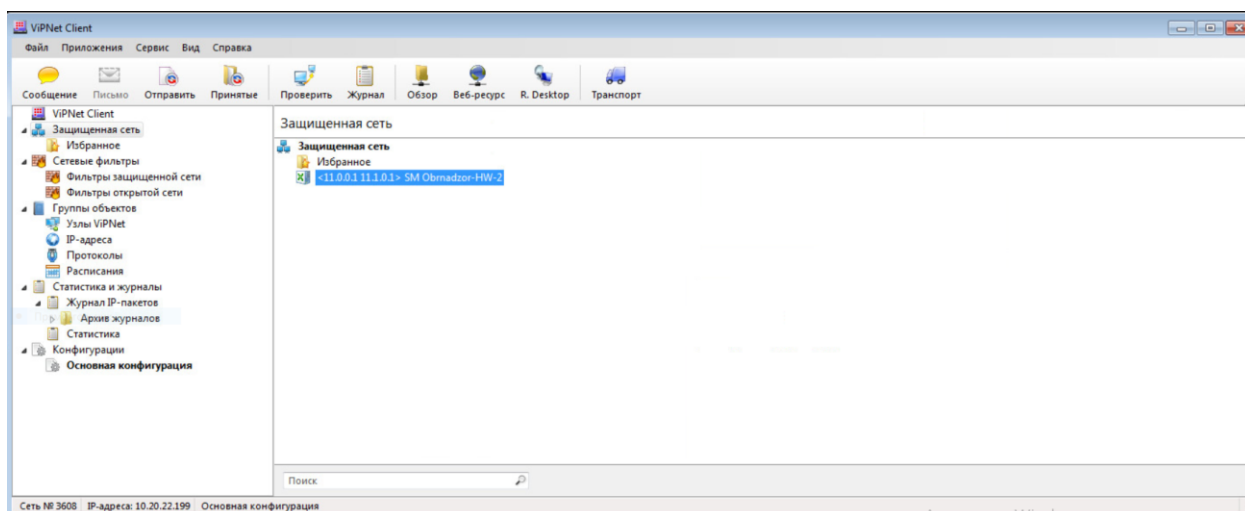 ViPNet Client
Файл Приложения Сервис Вид Справка
Сообщение Письмо Отправить Принятые Проверить Журнал Обзор Веб-ресурс R. Desktop Транспорт
ViPNet Client
Защищенная сеть
Избранное
Сетевые фильтры
Фильтры защищенной сети
Фильтры открытой сети
Группы объектов
Узлы ViPNet
IP-адреса
Протоколы
Расписания
Статистика и журналы
Журнал IP-пакетов
Архив журналов
Статистика
Конфигурации
Основная конфигурация
Защищенная сеть
Защищенная сеть
Избранное
<11.0.0.1 11.1.0.1> SM Obrnadzor-HW-2
Поиск
Сеть № 3608 IP-адреса: 10.20.22.199 Основная конфигурация